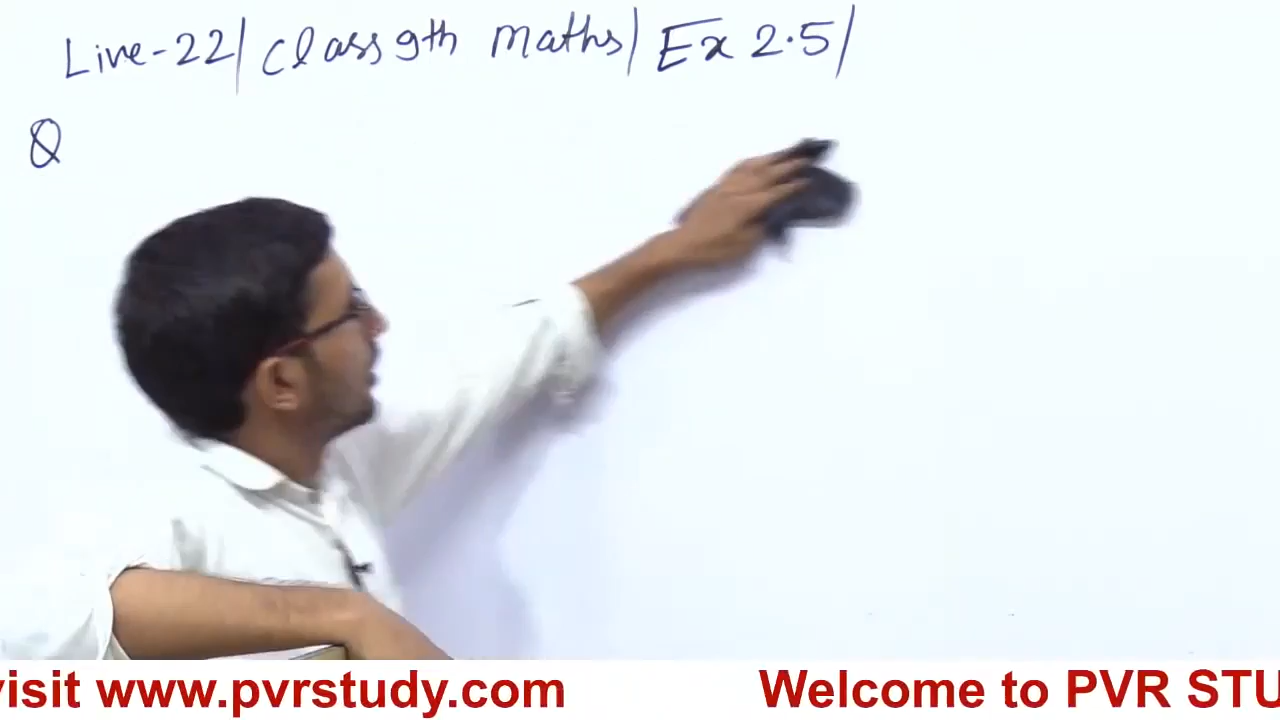 Live-22/ Class 9th Maths/ Ex 2.5/
Q
visit www.pvrstudy.com Welcome to PVR STU